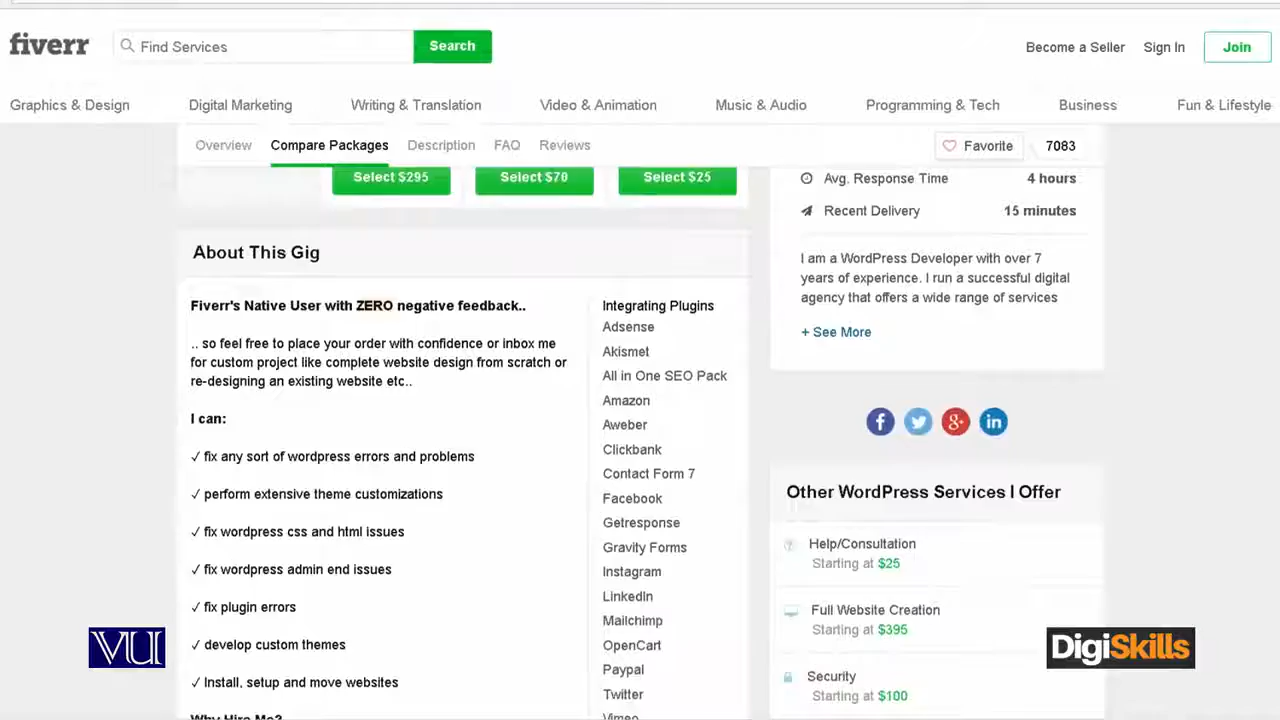 fiverr
Find Services
Search
Become a Seller
Sign In
Join
Graphics & Design
Digital Marketing
Writing & Translation
Video & Animation
Music & Audio
Programming & Tech
Business
Fun & Lifestyle
Overview
Compare Packages
Description
FAQ
Reviews
Favorite
7083
Select $295
Select $70
Select $25
About This Gig
Fiverr's Native User with ZERO negative feedback..
.. so feel free to place your order with confidence or inbox me
for custom project like complete website design from scratch or
re-designing an existing website etc..
I can:
✓ fix any sort of wordpress errors and problems
✓ perform extensive theme customizations
✓ fix wordpress css and html issues
✓ fix wordpress admin end issues
✓ fix plugin errors
✓ develop custom themes
✓ Install, setup and move websites
Why Hire Me?
Integrating Plugins
Adsense
Akismet
All in One SEO Pack
Amazon
Aweber
Clickbank
Contact Form 7
Facebook
Getresponse
Gravity Forms
Instagram
LinkedIn
Mailchimp
OpenCart
Paypal
Twitter
Vimeo
Avg. Response Time
4 hours
Recent Delivery
15 minutes
I am a WordPress Developer with over 7
years of experience. I run a successful digital
agency that offers a wide range of services
+ See More
Other WordPress Services I Offer
Help/Consultation
Starting at $25
Full Website Creation
Starting at $395
Security
Starting at $100
VU
DigiSkills